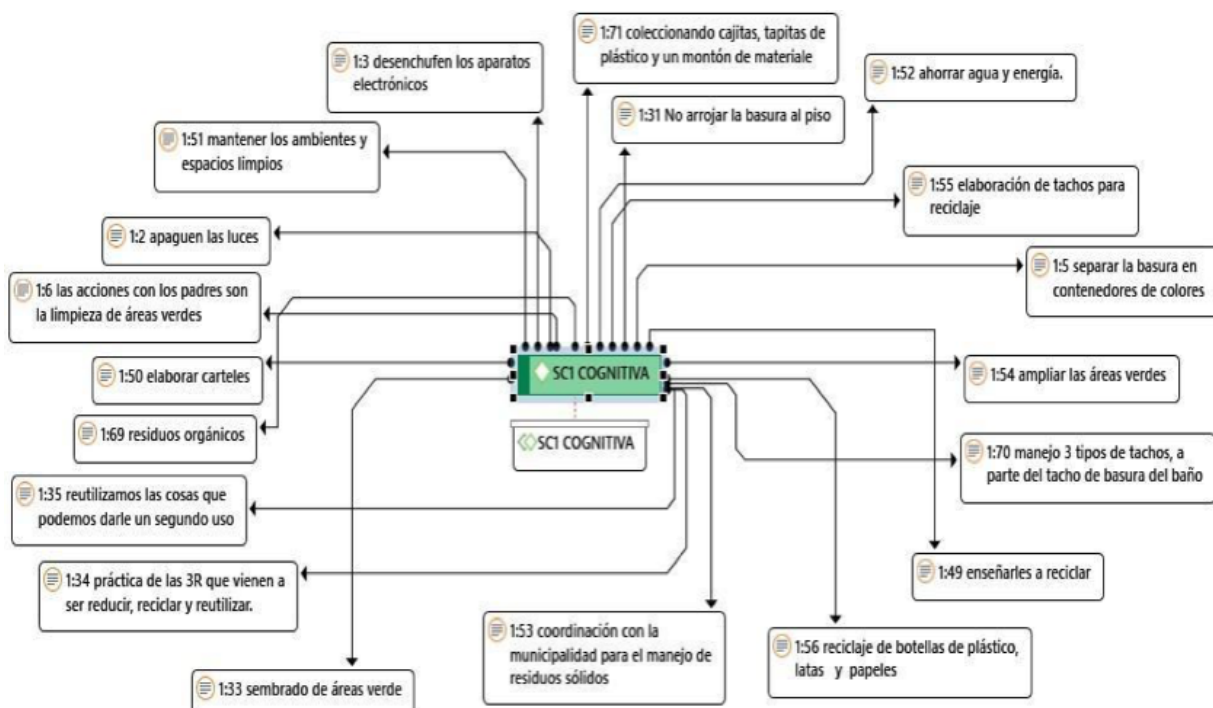 1:71 coleccionando cajitas, tapitas de
plástico y un montón de materiale
1:3 desenchufen los aparatos
electrónicos
1:52 ahorrar agua y energía.
1:31 No arrojar la basura al piso
1:51 mantener los ambientes y
espacios limpios
1:55 elaboración de tachos para
reciclaje
1:2 apaguen las luces
1:5 separar la basura en
contenedores de colores
1:6 las acciones con los padres son
la limpieza de áreas verdes
SC1 COGNITIVA
1:50 elaborar carteles
1:54 ampliar las áreas verdes
1:69 residuos orgánicos
SC1 COGNITIVA
1:70 manejo 3 tipos de tachos, a
parte del tacho de basura del baño
1:35 reutilizamos las cosas que
podemos darle un segundo uso
1:49 enseñarles a reciclar
1:34 práctica de las 3R que vienen a
ser reducir, reciclar y reutilizar.
1:53 coordinación con la
municipalidad para el manejo de
residuos sólidos
1:56 reciclaje de botellas de plástico,
latas y papeles
1:33 sembrado de áreas verde